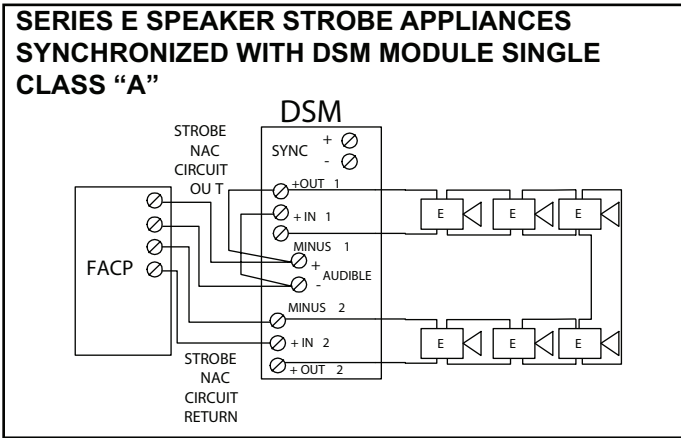 SERIES E SPEAKER STROBE APPLIANCES
SYNCHRONIZED WITH DSM MODULE SINGLE
CLASS “A”
DSM
STROBE
NAC
CIRCUIT
OU T
SYNC
+
-
+OUT 1
+ IN 1
MINUS 1
+
AUDIBLE
-
FACP
MINUS 2
+ IN 2
+ OUT 2
STROBE
NAC
CIRCUIT
RETURN
E E E
E E E